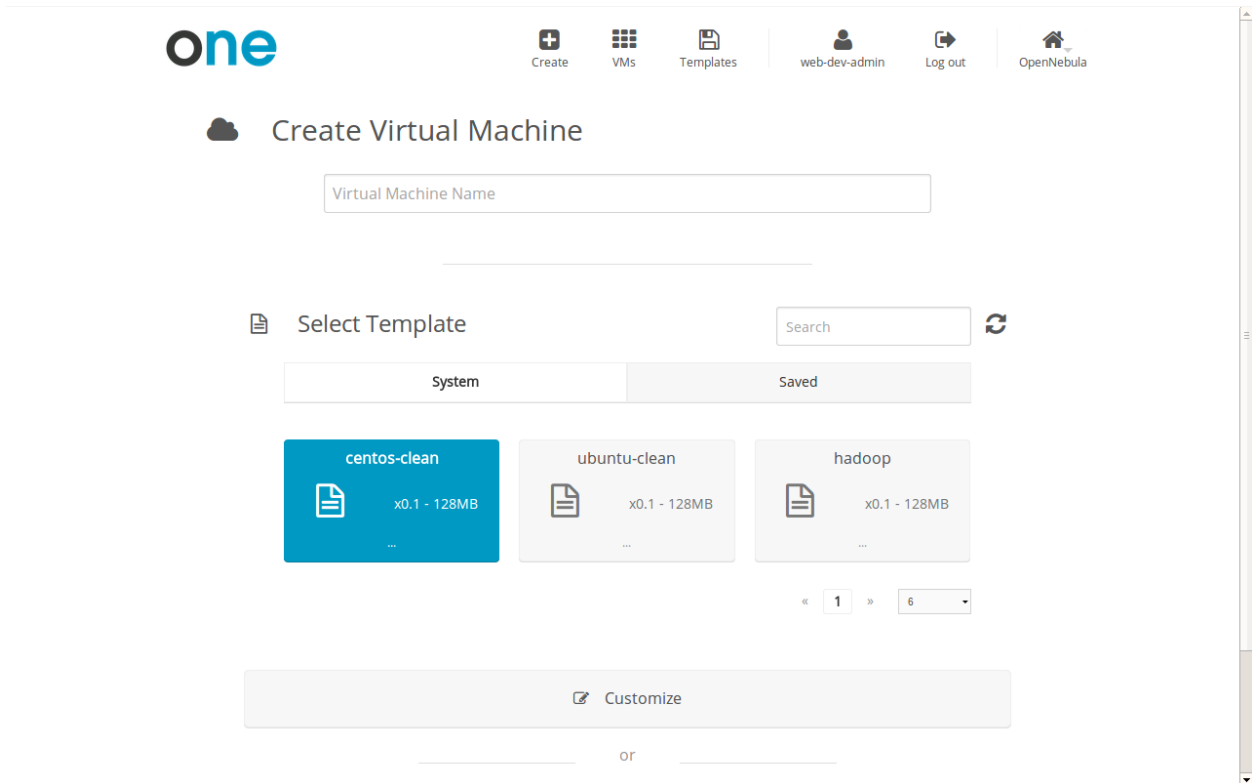 one
Create VMs Templates web-dev-admin Log out OpenNebula
Create Virtual Machine
Virtual Machine Name
Select Template Search
System Saved
centos-clean ubuntu-clean hadoop
x0.1 - 128MB x0.1 - 128MB x0.1 - 128MB
... ... ...
« 1 » 6
Customize
or